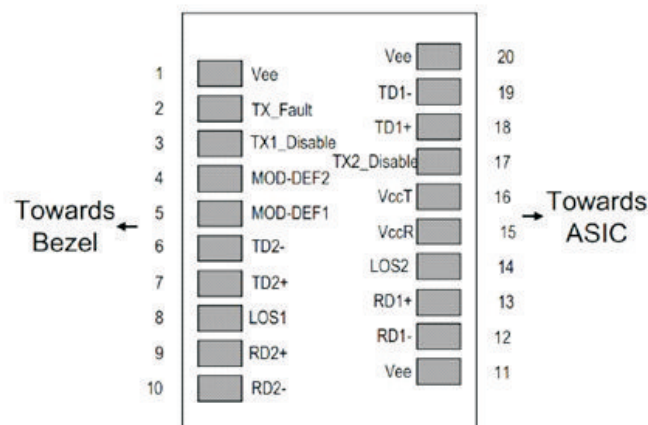 Vee 20
1 Vee TD1- 19
2 TX_Fault TD1+ 18
3 TX1_Disable TX2_Disable 17
4 MOD-DEF2 VccT 16
Towards Bezel
5 MOD-DEF1 VccR 15
Towards ASIC
6 TD2- LOS2 14
7 TD2+ RD1+ 13
8 LOS1 RD1- 12
9 RD2+ Vee 11
10 RD2-